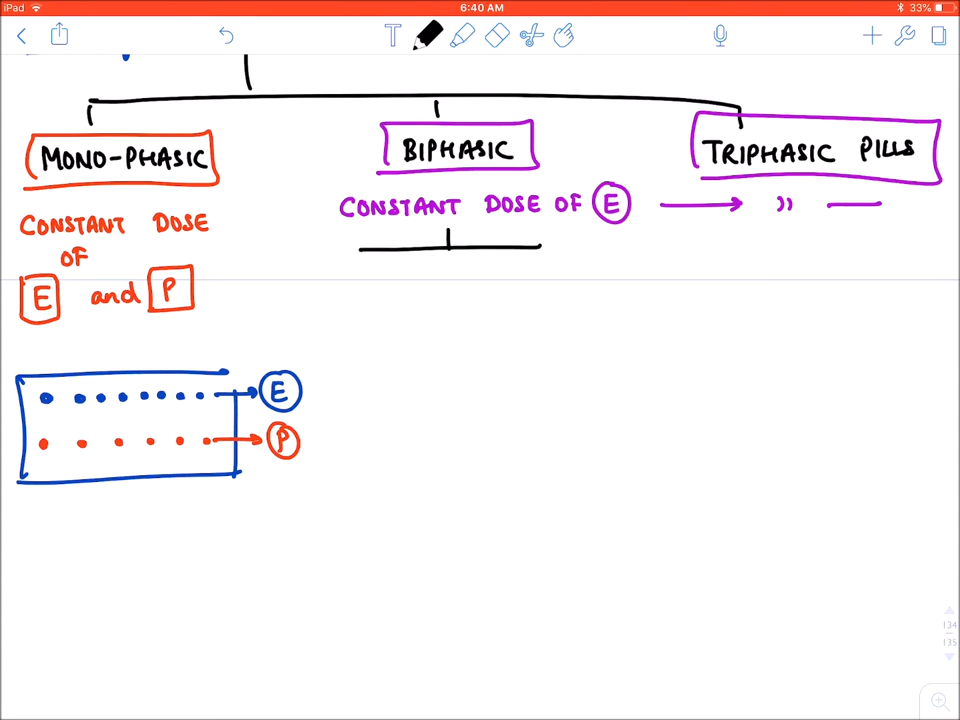 iPad 6:40 AM 33%
T
MONO-PHASIC
BIPHASIC
TRIPHASIC PILLS
CONSTANT DOSE
OF
E and P
CONSTANT DOSE OF E → ›› —
E
P
134
135